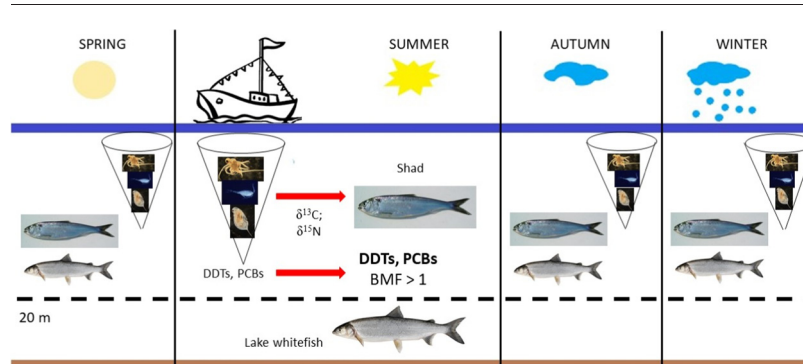 SPRING
SUMMER
AUTUMN
WINTER
Shad
δ¹³C;
δ¹⁵N
DDTs, PCBs
DDTs, PCBs
BMF > 1
20 m
Lake whitefish